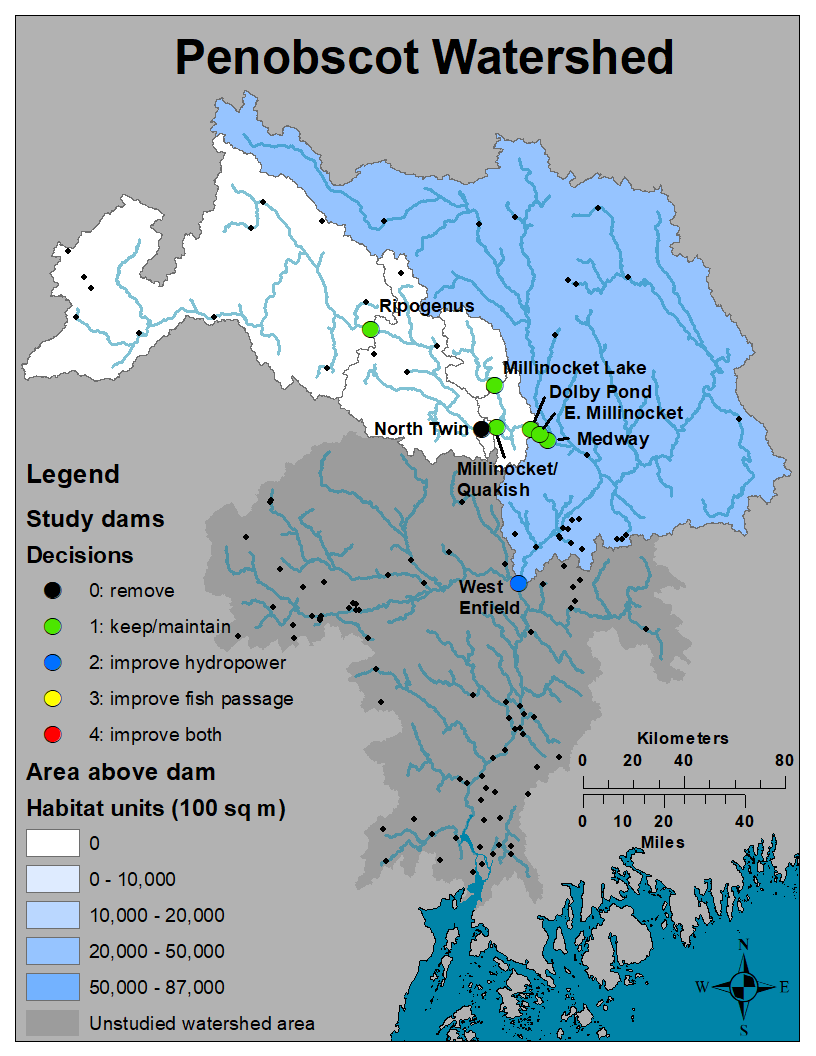 Penobscot Watershed
Ripogenus
Millinocket Lake
Dolby Pond
E. Millinocket
North Twin
Medway
Millinocket/
Quakish
West
Enfield
Legend
Study dams
Decisions
0: remove
1: keep/maintain
2: improve hydropower
3: improve fish passage
4: improve both
Area above dam
Habitat units (100 sq m)
0
0 - 10,000
10,000 - 20,000
20,000 - 50,000
50,000 - 87,000
Unstudied watershed area
Kilometers
0 20 40 80
0 10 20 40
Miles
N
W E
S